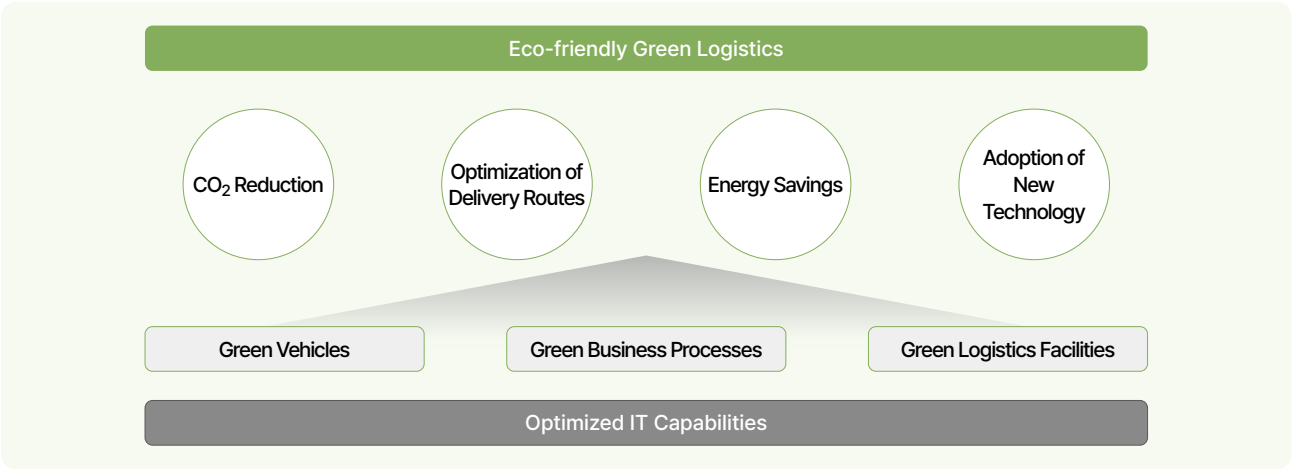 Eco-friendly Green Logistics
CO₂ Reduction
Optimization of
Delivery Routes
Energy Savings
Adoption of
New
Technology
Green Vehicles
Green Business Processes
Green Logistics Facilities
Optimized IT Capabilities